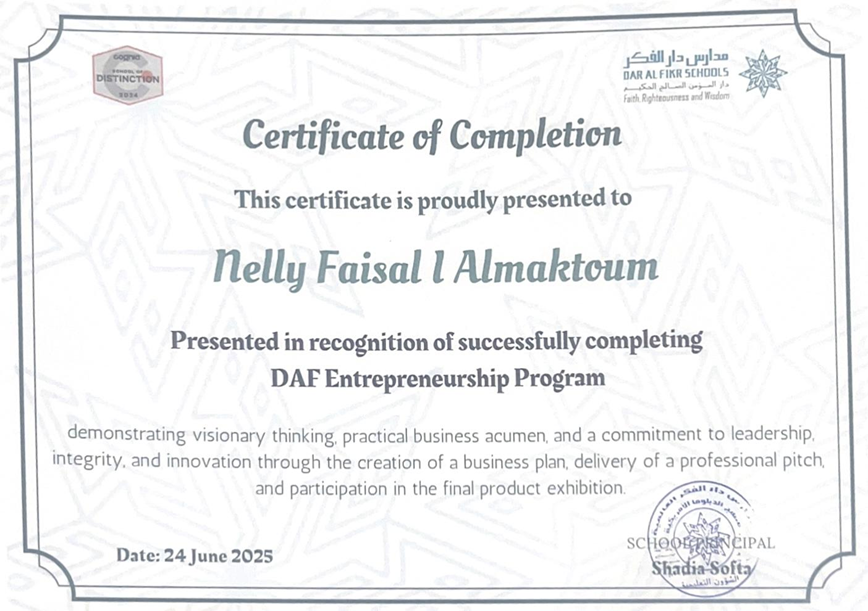 cognia
SCHOOL OF
DISTINCTION
2024
مدارس دار الفكر
DAR AL FIKR SCHOOLS
دار المؤمن الصالح الحكيم
Faith Righteousness and Wisdom
Certificate of Completion
This certificate is proudly presented to
Nelly Faisal I Almaktoum
Presented in recognition of successfully completing
DAF Entrepreneurship Program
demonstrating visionary thinking, practical business acumen, and a commitment to leadership,
integrity, and innovation through the creation of a business plan, delivery of a professional pitch,
and participation in the final product exhibition.
Date: 24 June 2025
SCHOOL PRINCIPAL
Shadia Softa